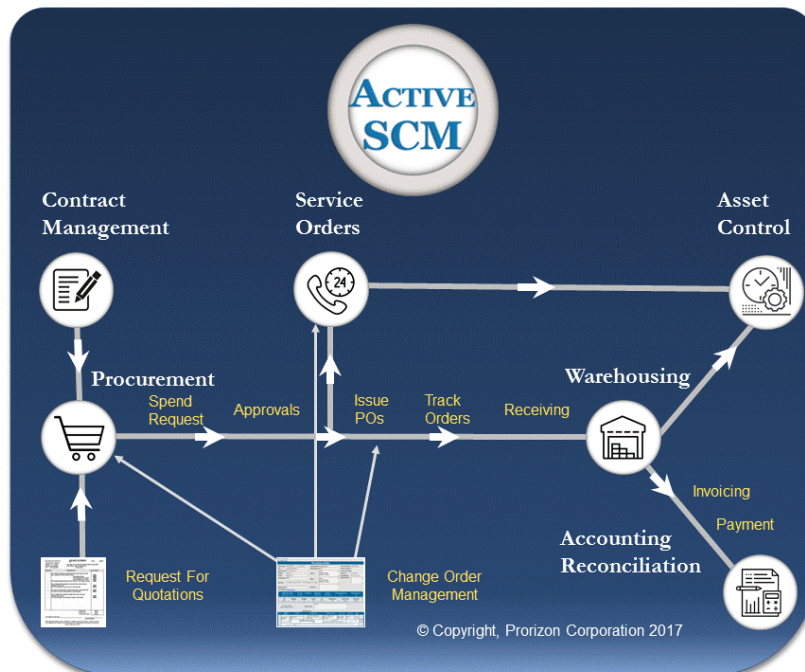 ACTIVE
SCM
Contract
Management
Service
Orders
Asset
Control
24
Procurement
Warehousing
Spend
Request
Approvals
Issue
POs
Track
Orders
Receiving
Invoicing
Payment
Accounting
Reconciliation
Request For
Quotations
Change Order
Management
© Copyright, Prorizon Corporation 2017